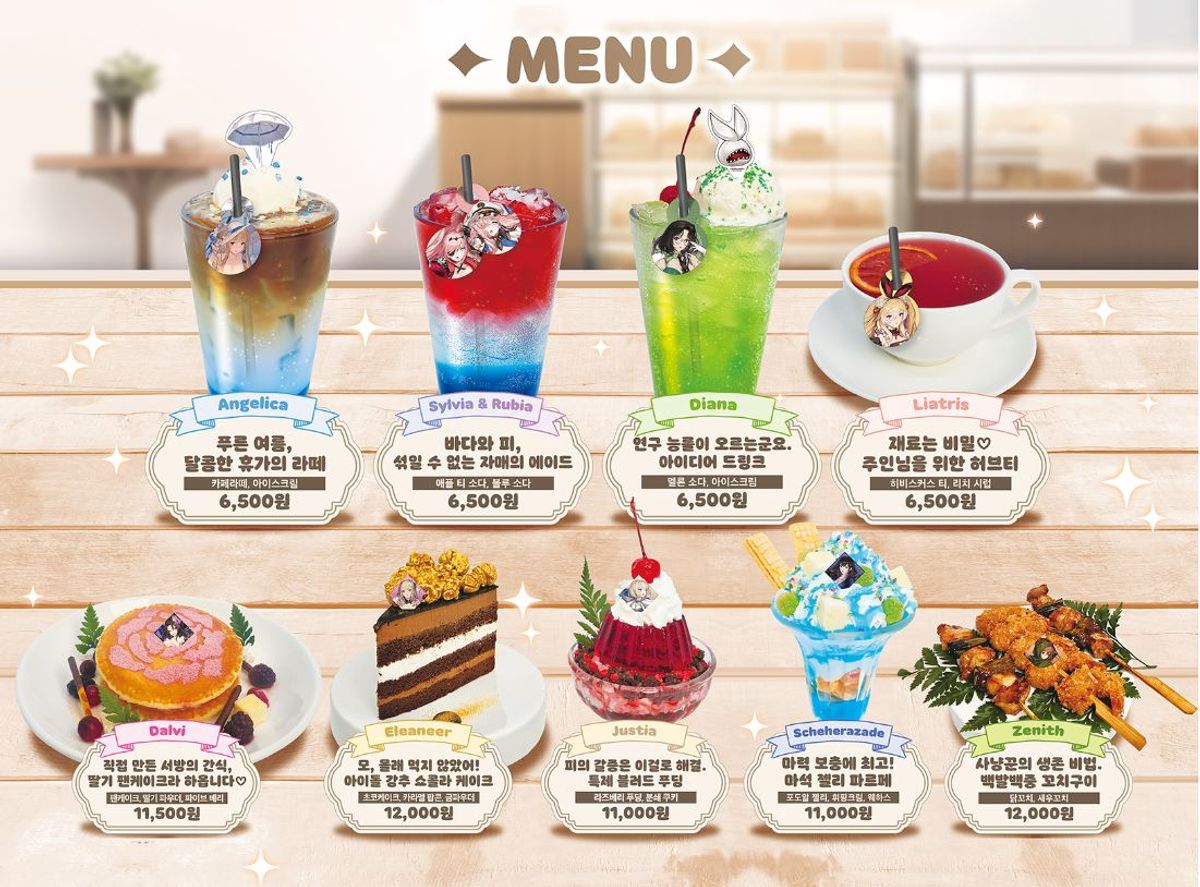 MENU
Angelica
푸른 여름,
달콤한 휴가의 라떼
카페라떼, 아이스크림
6,500원
Sylvia & Rubia
바다와 피,
섞일 수 없는 자매의 에이드
애플 티 소다, 블루 소다
6,500원
Diana
연구 능률이 오르는군요.
아이디어 드링크
멜론 소다, 아이스크림
6,500원
Liatris
재료는 비밀♡
주인님을 위한 허브티
히비스커스 티, 리치 시럽
6,500원
Dalvi
직접 만든 서방의 간식,
딸기 팬케이크라 하옵니다♡
팬케이크, 딸기 파우더, 파이브 베리
11,500원
Eleaneer
모, 몰래 먹지 않았어!
아이돌 강추 쇼콜라 케이크
초코케이크, 카라멜 팝콘, 금파우더
12,000원
Justia
피의 갈증은 이걸로 해결.
특제 블러드 푸딩
라즈베리 푸딩, 분쇄 쿠키
11,000원
Scheherazade
마력 보충에 최고!
마석 젤리 파르페
포도알 젤리, 휘핑크림, 웨하스
11,000원
Zenith
사냥꾼의 생존 비법.
백발백중 꼬치구이
닭꼬치, 새우꼬치
12,000원